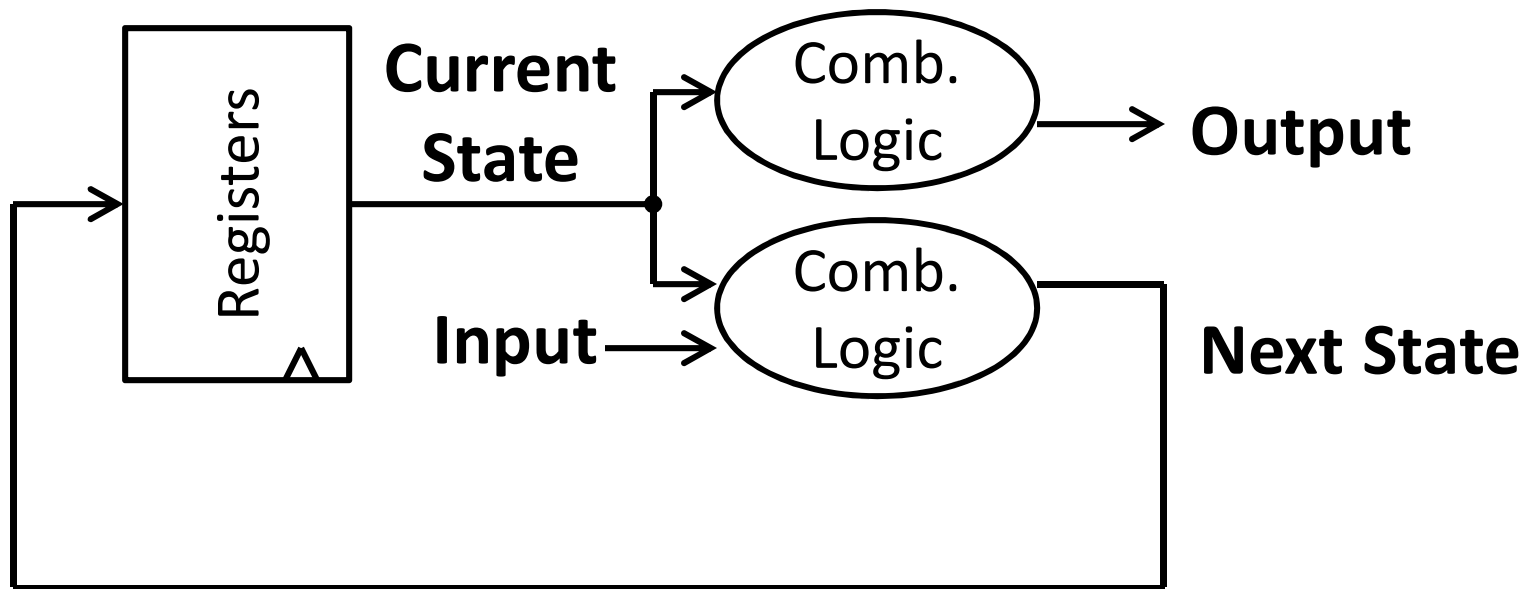 Registers
Current
State
Comb.
Logic
Output
Input
Comb.
Logic
Next State